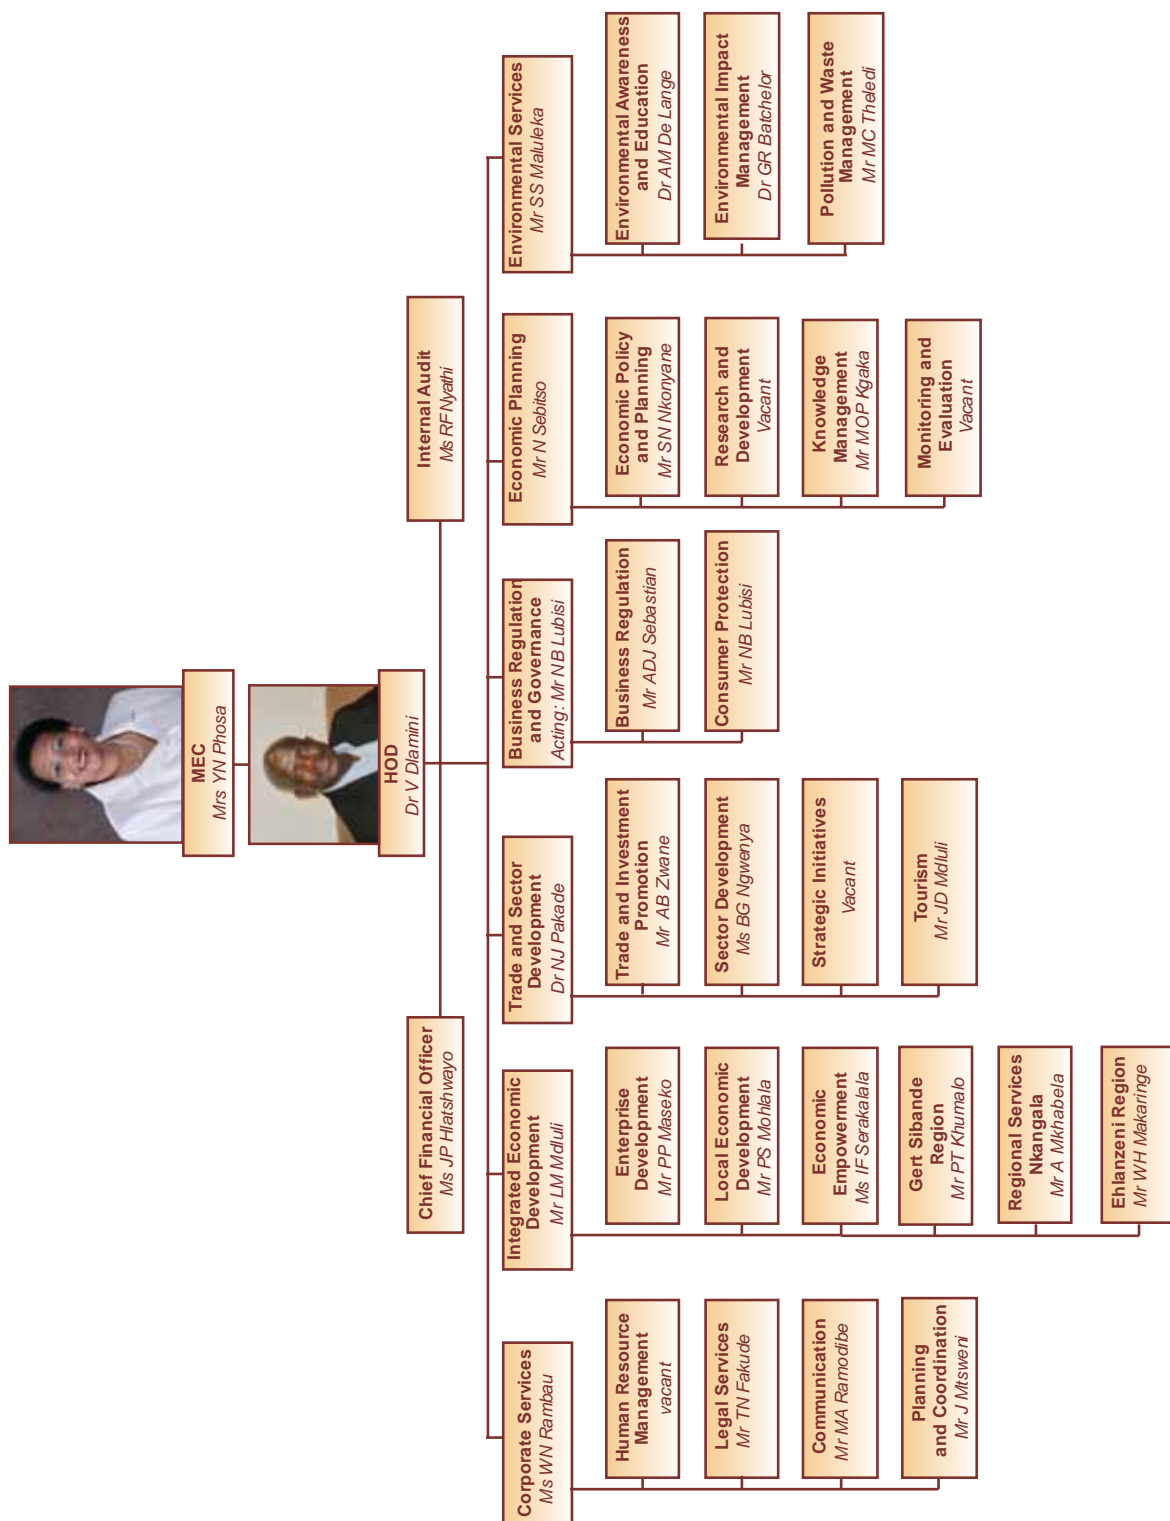 MEC
Mrs YN Phosa
HOD
Dr V Dlamini
Chief Financial Officer
Ms JP Hlatshwayo
Internal Audit
Ms RF Nyathi
Corporate Services
Ms WN Rambau
Human Resource
Management
vacant
Legal Services
Mr TN Fakude
Communication
Mr MA Ramodibe
Planning
and Coordination
Mr J Mtsweni
Integrated Economic
Development
Mr LM Mdluli
Enterprise
Development
Mr PP Maseko
Local Economic
Development
Mr PS Mohlala
Economic
Empowerment
Ms IF Serakalala
Gert Sibande
Region
Mr PT Khumalo
Regional Services
Nkangala
Mr A Mkhabela
Ehlanzeni Region
Mr WH Makaringe
Trade and Sector
Development
Dr NJ Pakade
Trade and Investment
Promotion
Mr AB Zwane
Sector Development
Ms BG Ngwenya
Strategic Initiatives
Vacant
Tourism
Mr JD Mdluli
Business Regulation
and Governance
Acting: Mr NB Lubisi
Business Regulation
Mr ADJ Sebastian
Consumer Protection
Mr NB Lubisi
Economic Planning
Mr N Sebitso
Economic Policy
and Planning
Mr SN Nkonyane
Research and
Development
Vacant
Knowledge
Management
Mr MOP Kgaka
Monitoring and
Evaluation
Vacant
Environmental Services
Mr SS Maluleka
Environmental Awareness
and Education
Dr AM De Lange
Environmental Impact
Management
Dr GR Batchelor
Pollution and Waste
Management
Mr MC Theledi